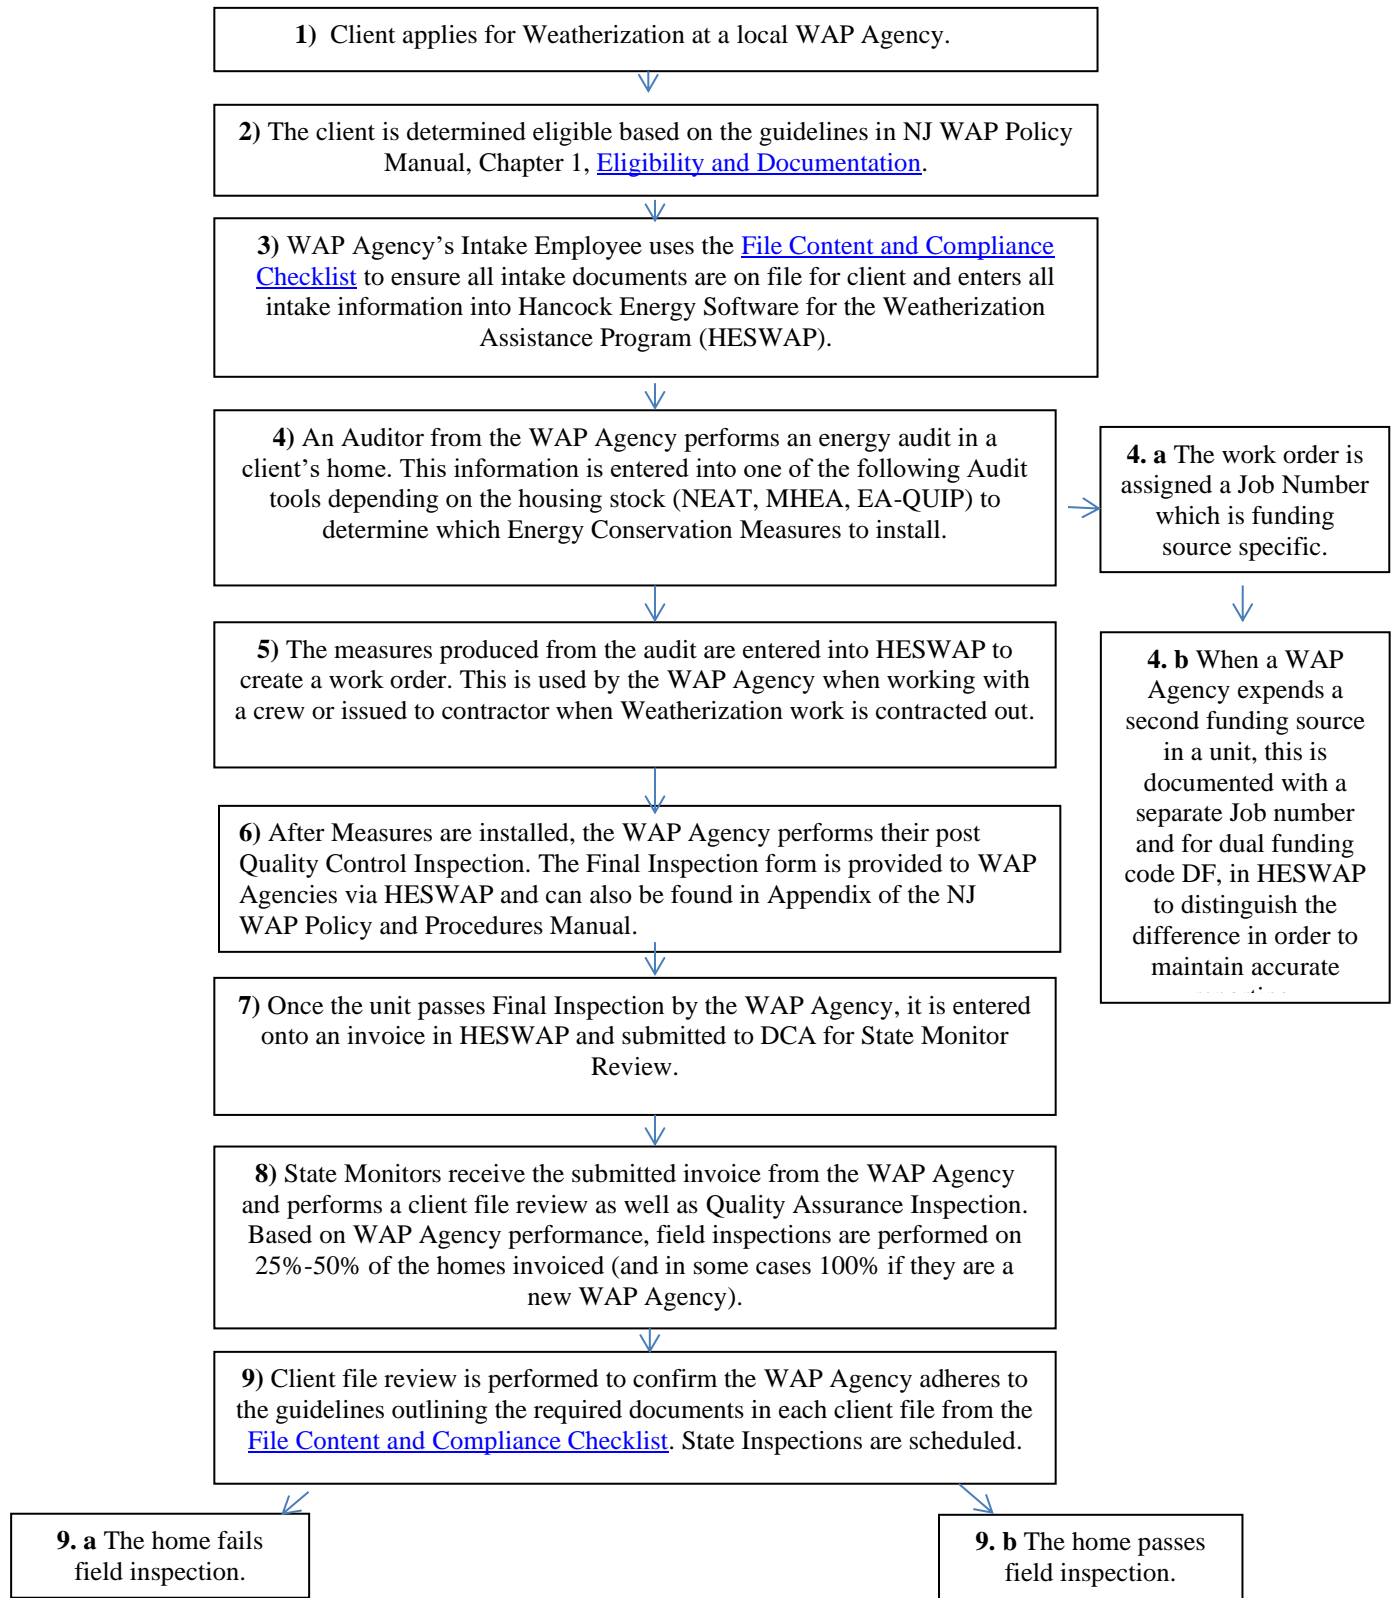 1) Client applies for Weatherization at a local WAP Agency.
2) The client is determined eligible based on the guidelines in NJ WAP Policy
Manual, Chapter 1, Eligibility and Documentation.
3) WAP Agency’s Intake Employee uses the File Content and Compliance
Checklist to ensure all intake documents are on file for client and enters all
intake information into Hancock Energy Software for the Weatherization
Assistance Program (HESWAP).
4) An Auditor from the WAP Agency performs an energy audit in a
client’s home. This information is entered into one of the following Audit
tools depending on the housing stock (NEAT, MHEA, EA-QUIP) to
determine which Energy Conservation Measures to install.
4. a The work order is
assigned a Job Number
which is funding
source specific.
5) The measures produced from the audit are entered into HESWAP to
create a work order. This is used by the WAP Agency when working with
a crew or issued to contractor when Weatherization work is contracted out.
4. b When a WAP
Agency expends a
second funding source
in a unit, this is
documented with a
separate Job number
and for dual funding
code DF, in HESWAP
to distinguish the
difference in order to
maintain accurate
6) After Measures are installed, the WAP Agency performs their post
Quality Control Inspection. The Final Inspection form is provided to WAP
Agencies via HESWAP and can also be found in Appendix of the NJ
WAP Policy and Procedures Manual.
7) Once the unit passes Final Inspection by the WAP Agency, it is entered
onto an invoice in HESWAP and submitted to DCA for State Monitor
Review.
8) State Monitors receive the submitted invoice from the WAP Agency
and performs a client file review as well as Quality Assurance Inspection.
Based on WAP Agency performance, field inspections are performed on
25%-50% of the homes invoiced (and in some cases 100% if they are a
new WAP Agency).
9) Client file review is performed to confirm the WAP Agency adheres to
the guidelines outlining the required documents in each client file from the
File Content and Compliance Checklist. State Inspections are scheduled.
9. a The home fails
field inspection.
9. b The home passes
field inspection.